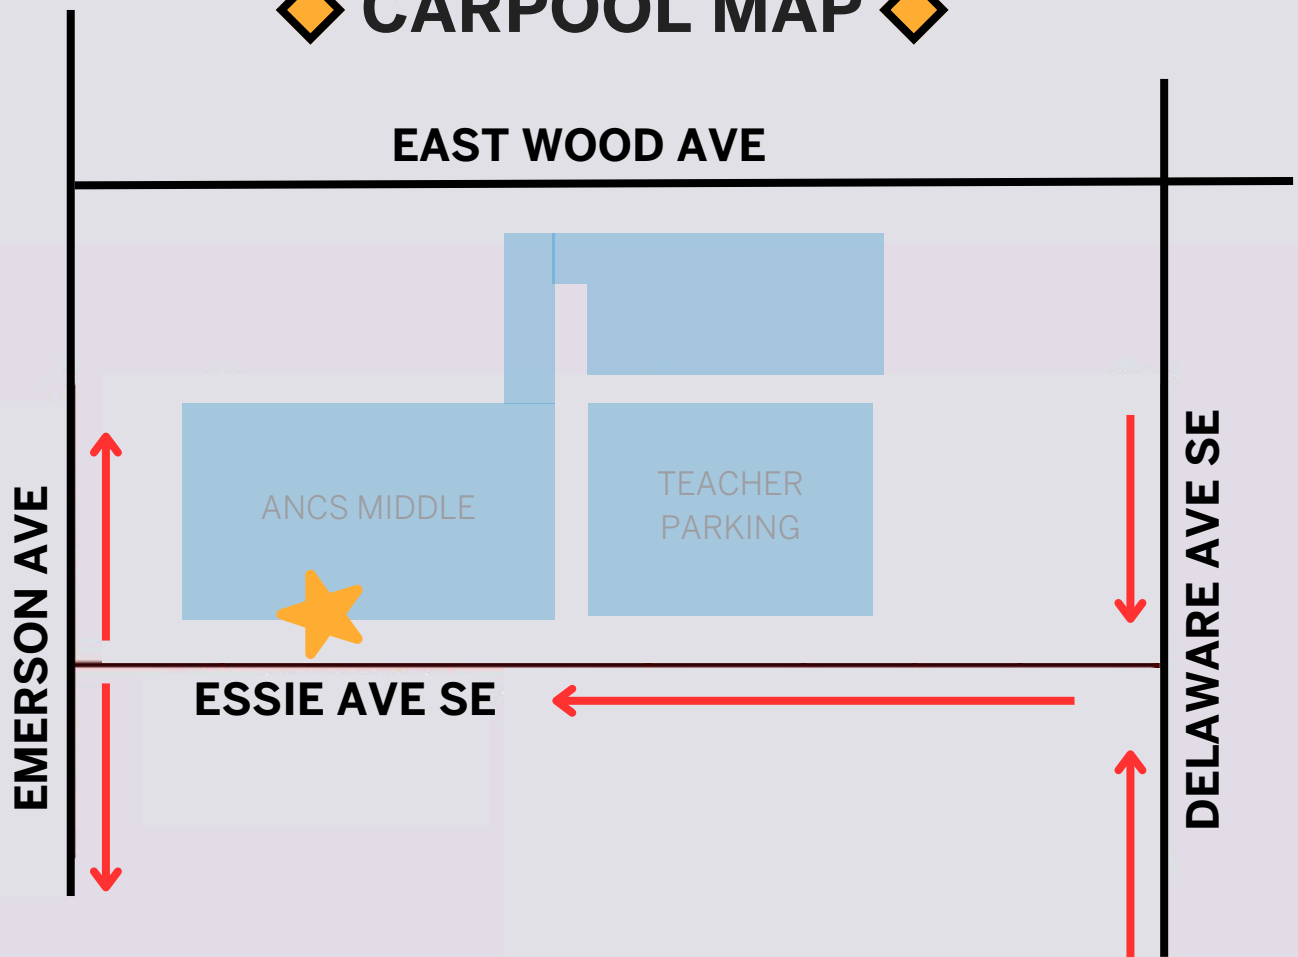 CARPOOL MAP
EAST WOOD AVE
TEACHER
PARKING
ANCS MIDDLE
EMERSON AVE
DELAWARE AVE SE
ESSIE AVE SE